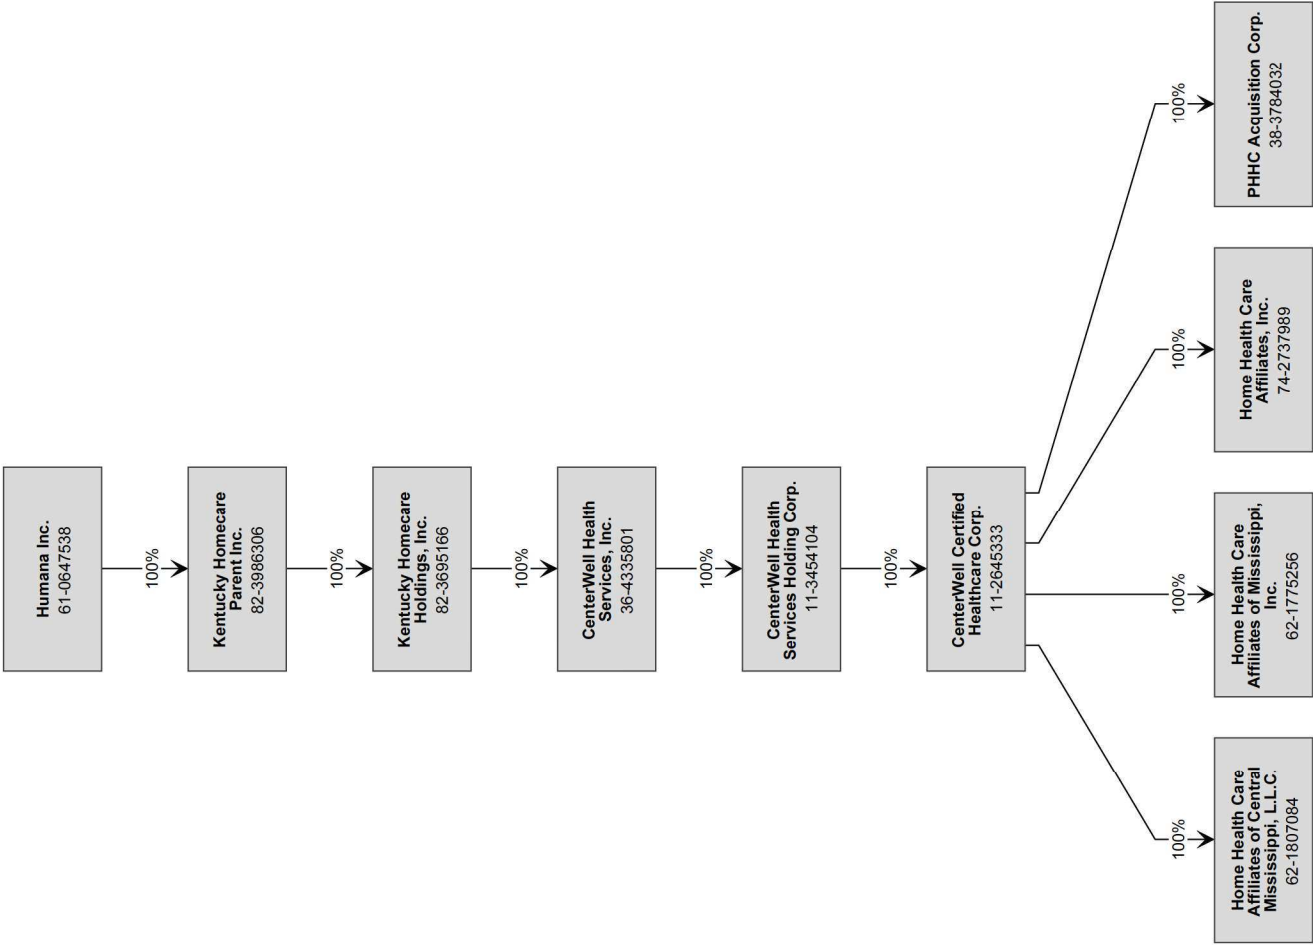 Humana Inc.
61-0647538
100%
Kentucky Homecare
Parent Inc.
82-3986306
100%
Kentucky Homecare
Holdings, Inc.
82-3695166
100%
CenterWell Health
Services, Inc.
36-4335801
100%
CenterWell Health
Services Holding Corp.
11-3454104
100%
CenterWell Certified
Healthcare Corp.
11-2645333
100%
100%
100%
100%
Home Health Care
Affiliates of Central
Mississippi, L.L.C.
62-1807084
Home Health Care
Affiliates of Mississippi,
Inc.
62-1775256
Home Health Care
Affiliates, Inc.
74-2737989
PHHC Acquisition Corp.
38-3784032